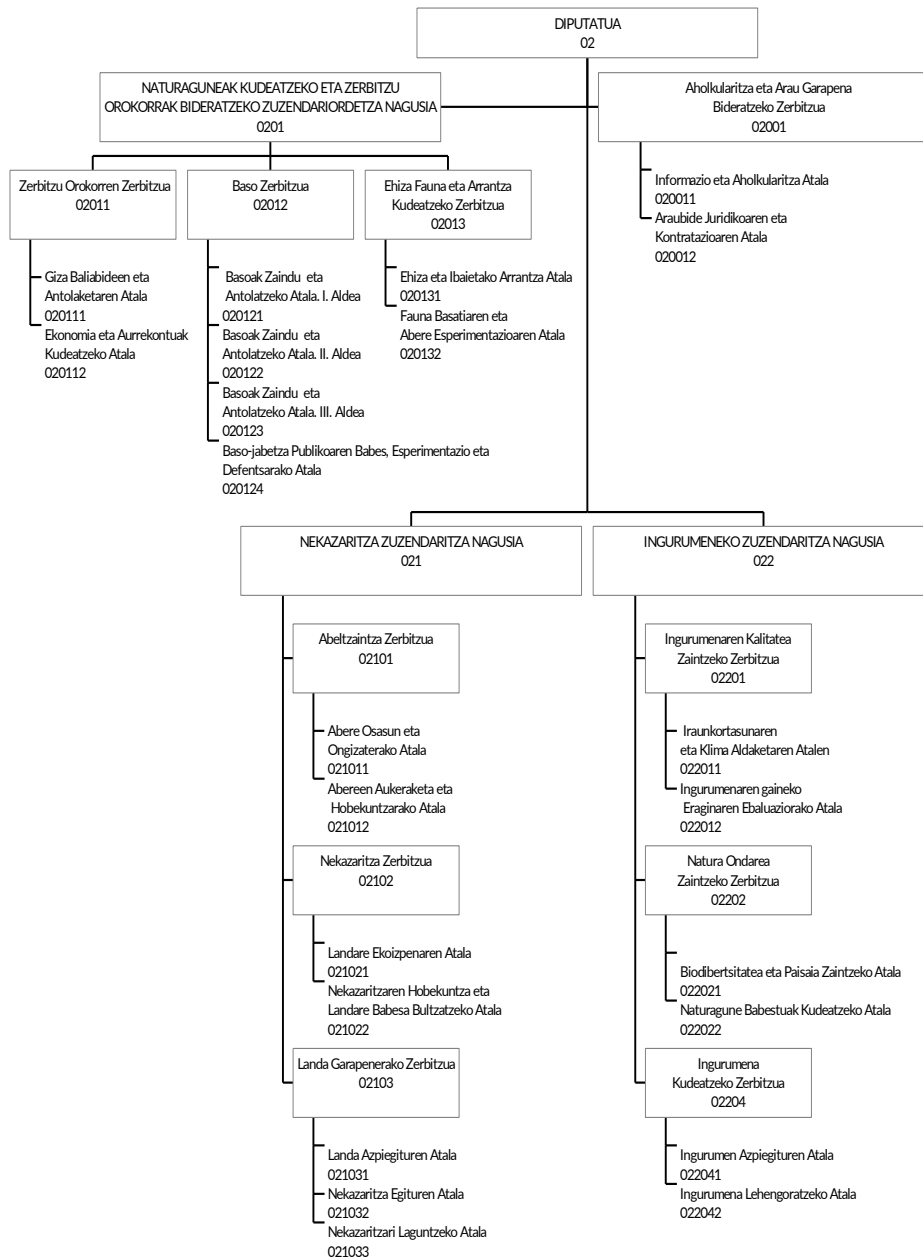 DIPUTATUA
02
NATURAGUNEAK KUDEATZEKO ETA ZERBITZU
OROKORRAK BIDERATZEKO ZUZENDARIORDETZA NAGUSIA
0201
Aholkularitza eta Arau Garapena
Bideratzeko Zerbitzua
02001
Informazio eta Aholkularitza Atala
020011
Araubide Juridikoaren eta
Kontratazioaren Atala
020012
Zerbitzu Orokorren Zerbitzua
02011
Giza Baliabideen eta
Antolaketaren Atala
020111
Ekonomia eta Aurrekontuak
Kudeatzeko Atala
020112
Baso Zerbitzua
02012
Basoak Zaindu eta
Antolatzeko Atala. I. Aldea
020121
Basoak Zaindu eta
Antolatzeko Atala. II. Aldea
020122
Basoak Zaindu eta
Antolatzeko Atala. III. Aldea
020123
Baso-jabetza Publikoaren Babes, Esperimentazio eta
Defentsarako Atala
020124
Ehiza Fauna eta Arrantza
Kudeatzeko Zerbitzua
02013
Ehiza eta Ibaietako Arrantza Atala
020131
Fauna Basatiaren eta
Abere Esperimentazioaren Atala
020132
NEKAZARITZA ZUZENDARITZA NAGUSIA
021
Abeltzaintza Zerbitzua
02101
Abere Osasun eta
Ongizaterako Atala
021011
Abereen Aukeraketa eta
Hobekuntzarako Atala
021012
Nekazaritza Zerbitzua
02102
Landare Ekoizpenaren Atala
021021
Nekazaritzaren Hobekuntza eta
Landare Babesa Bultzatzeko Atala
021022
Landa Garapenerako Zerbitzua
02103
Landa Azpiegituren Atala
021031
Nekazaritza Egituren Atala
021032
Nekazaritzari Laguntzeko Atala
021033
INGURUMENEKO ZUZENDARITZA NAGUSIA
022
Ingurumenaren Kalitatea
Zaintzeko Zerbitzua
02201
Iraunkortasunaren
eta Klima Aldaketaren Atalen
022011
Ingurumenaren gaineko
Eraginaren Ebaluaziorako Atala
022012
Natura Ondarea
Zaintzeko Zerbitzua
02202
Biodibertsitatea eta Paisaia Zaintzeko Atala
022021
Naturagune Babestuak Kudeatzeko Atala
022022
Ingurumena
Kudeatzeko Zerbitzua
02204
Ingurumen Azpiegituren Atala
022041
Ingurumena Lehengoratzeko Atala
022042